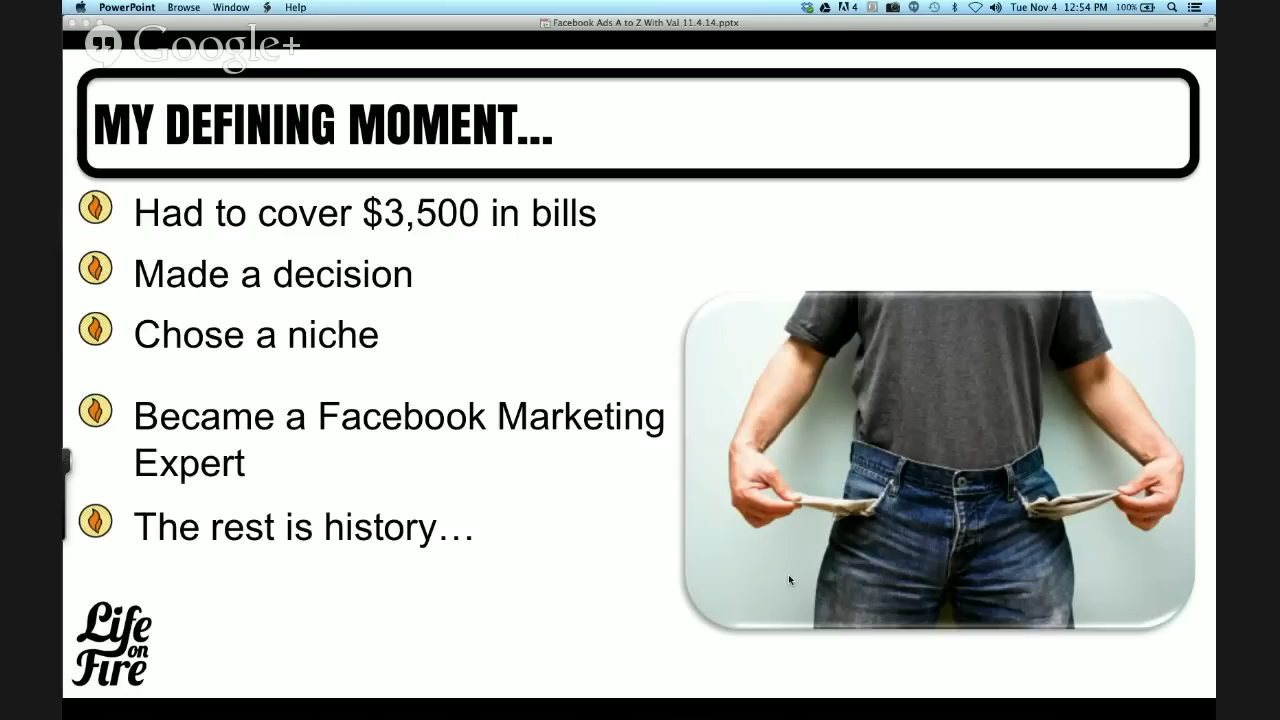 PowerPoint Browse Window Help
4
100%
Tue Nov 4 12:54 PM
Facebook Ads A to Z With Val 11.4.14.pptx
Google+
MY DEFINING MOMENT...
Had to cover $3,500 in bills
Made a decision
Chose a niche
Became a Facebook Marketing
Expert
The rest is history…
Life
on
Fire